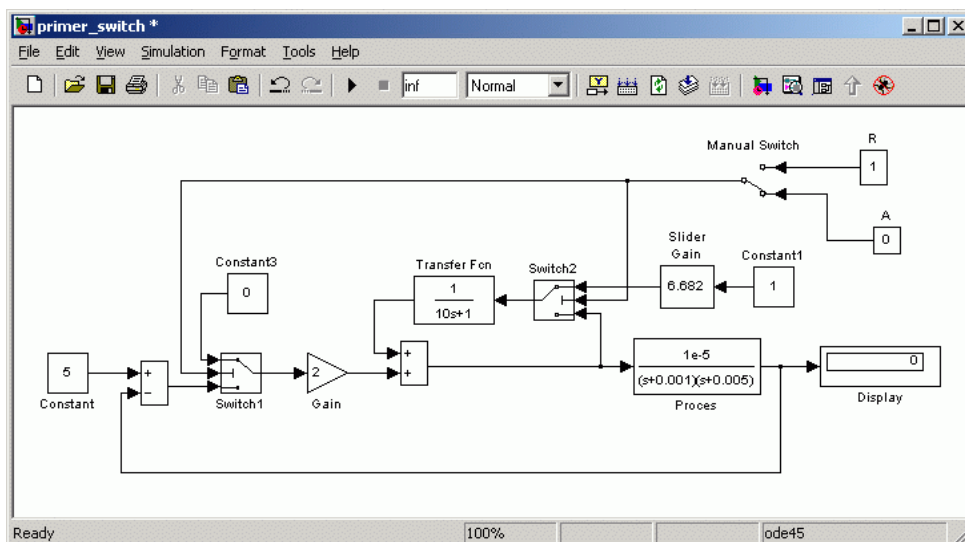 primer_switch *
File Edit View Simulation Format Tools Help
inf Normal
Manual Switch
R
1
A
0
Constant3
0
Transfer Fcn
1
10s+1
Switch2
Slider
Gain
6.682
Constant1
1
5
Constant
+
−
Switch1
2
Gain
+
+
1e-5
(s+0.001)(s+0.005)
Proces
0
Display
Ready 100% ode45